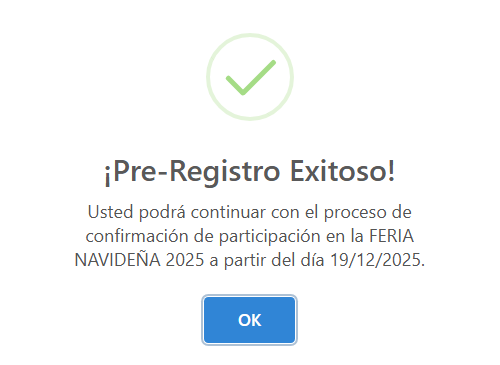 ¡Pre-Registro Exitoso!
Usted podrá continuar con el proceso de
confirmación de participación en la FERIA
NAVIDEÑA 2025 a partir del día 19/12/2025.
OK